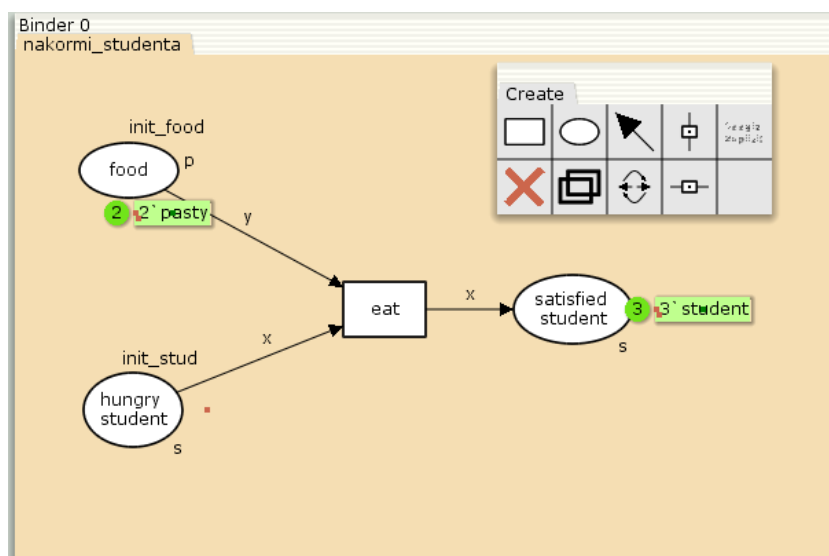 Binder 0
nakormi_studenta
Create
init_food
food
p
2
2`pasty
y
eat
x
satisfied
student
3
3`student
s
x
init_stud
hungry
student
s